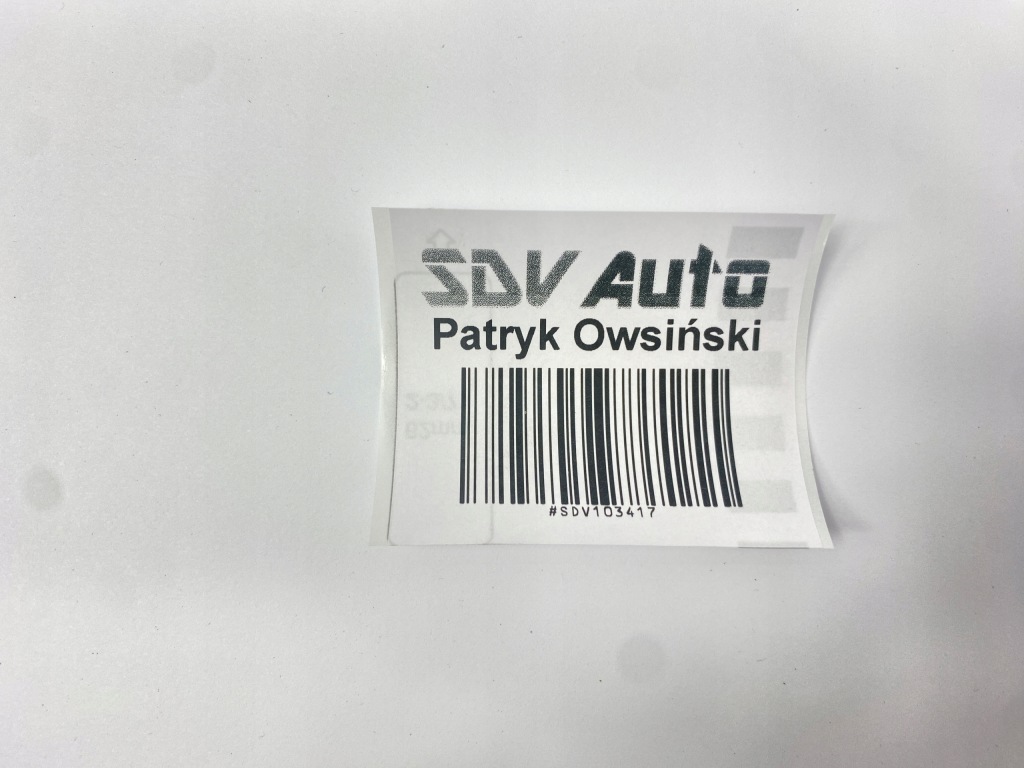 SDV Auto
Patryk Owsiński
#SDV103417